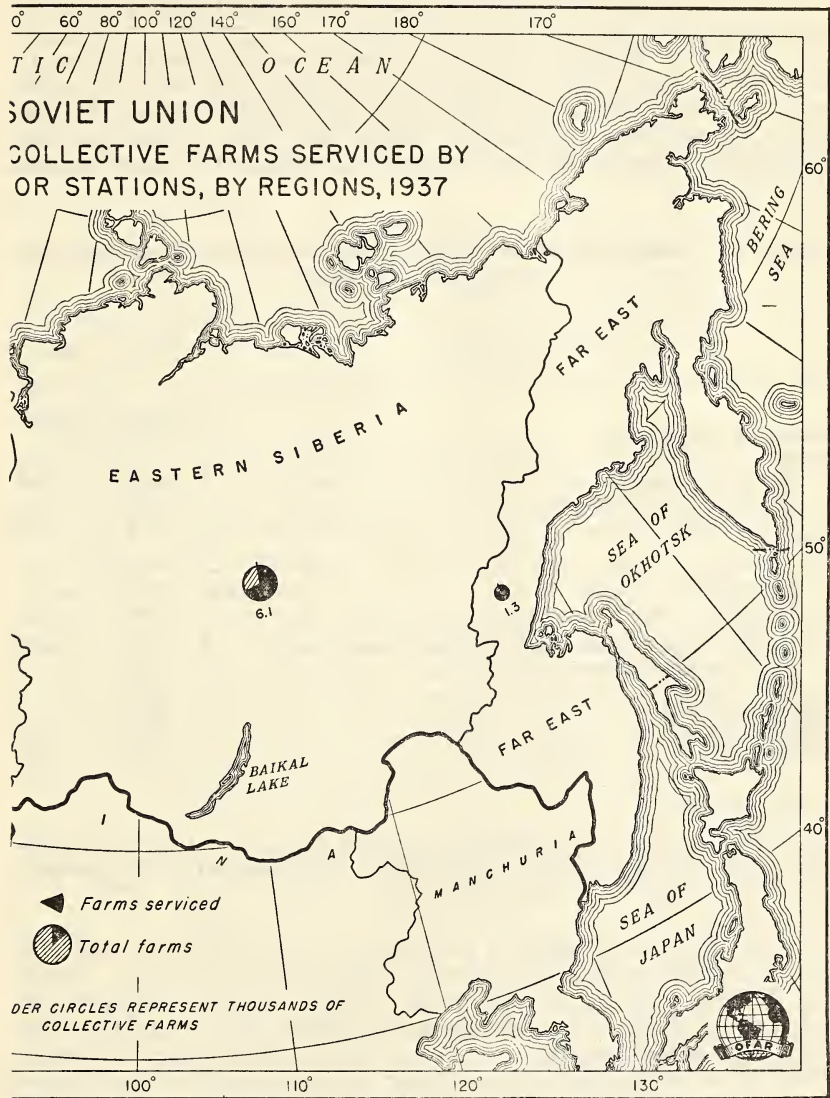 0° 60° 80° 100° 120° 140° 160° 170° 180° 170°
TIC OCEAN
SOVIET UNION
COLLECTIVE FARMS SERVICED BY
OR STATIONS, BY REGIONS, 1937
60°
BERING
SEA
FAR EAST
EASTERN SIBERIA
SEA OF
OKHOTSK
50°
6.1
1.3
FAR EAST
BAIKAL
LAKE
I N A
40°
MANCHURIA
Farms serviced
SEA OF
JAPAN
Total farms
DER CIRCLES REPRESENT THOUSANDS OF
COLLECTIVE FARMS
OFAR
100° 110° 120° 130°